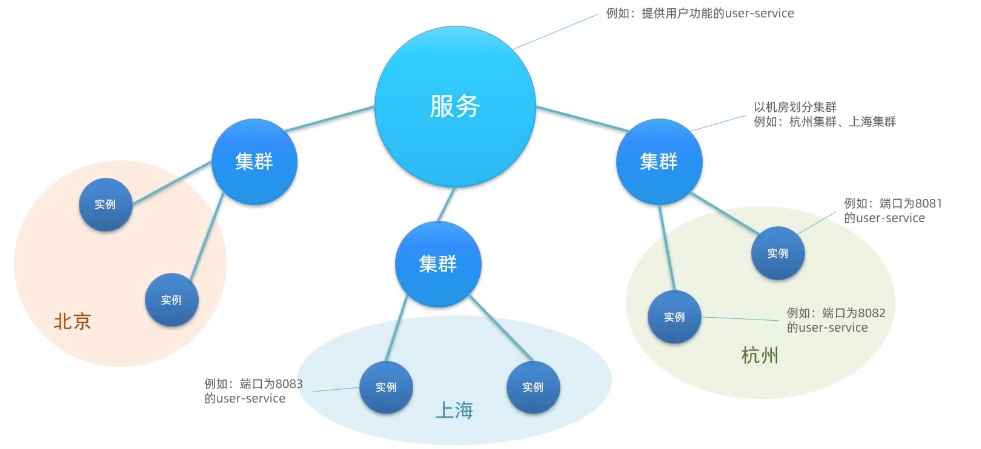 例如：提供用户功能的user-service
服务
以机房划分集群
例如：杭州集群、上海集群
集群
集群
实例
例如：端口为8081
的user-service
实例
集群
实例
实例
例如：端口为8082
的user-service
北京
杭州
例如：端口为8083
的user-service
实例
实例
上海